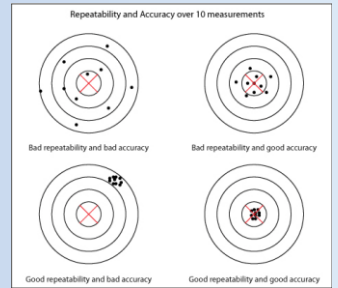 Repeatability and Accuracy over 10 measurements
Bad repeatability and bad accuracy
Bad repeatability and good accuracy
Good repeatability and bad accuracy
Good repeatability and good accuracy